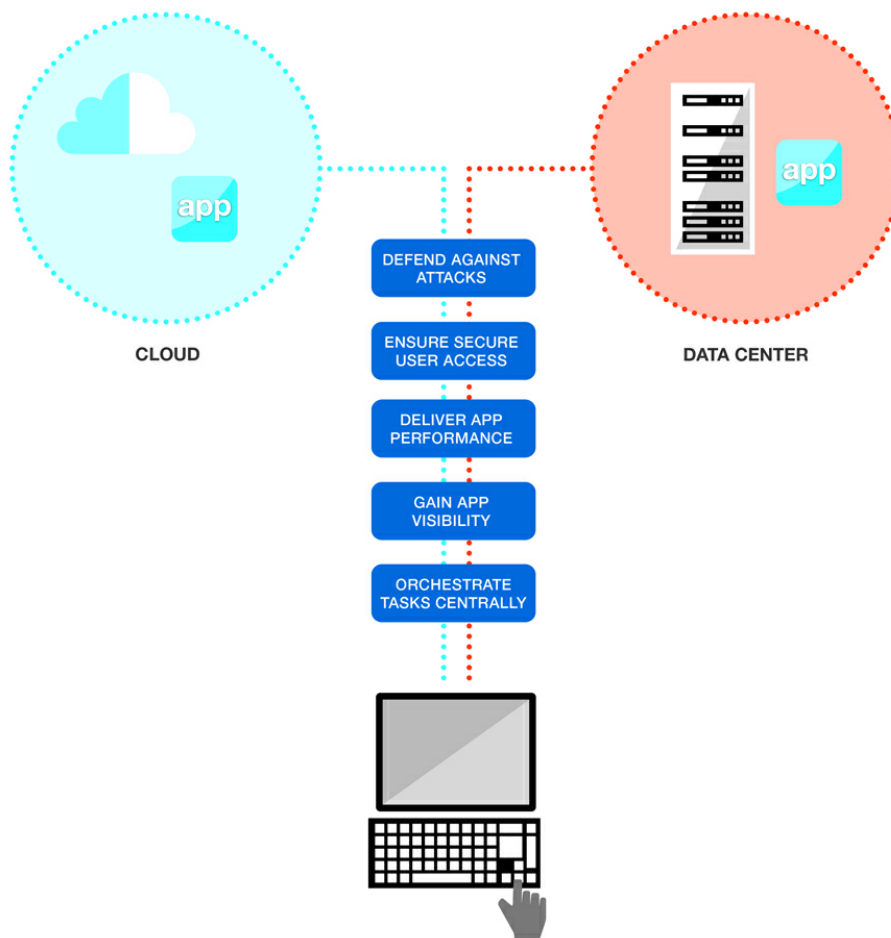 app
app
DEFEND AGAINST
ATTACKS
ENSURE SECURE
USER ACCESS
CLOUD
DATA CENTER
DELIVER APP
PERFORMANCE
GAIN APP
VISIBILITY
ORCHESTRATE
TASKS CENTRALLY